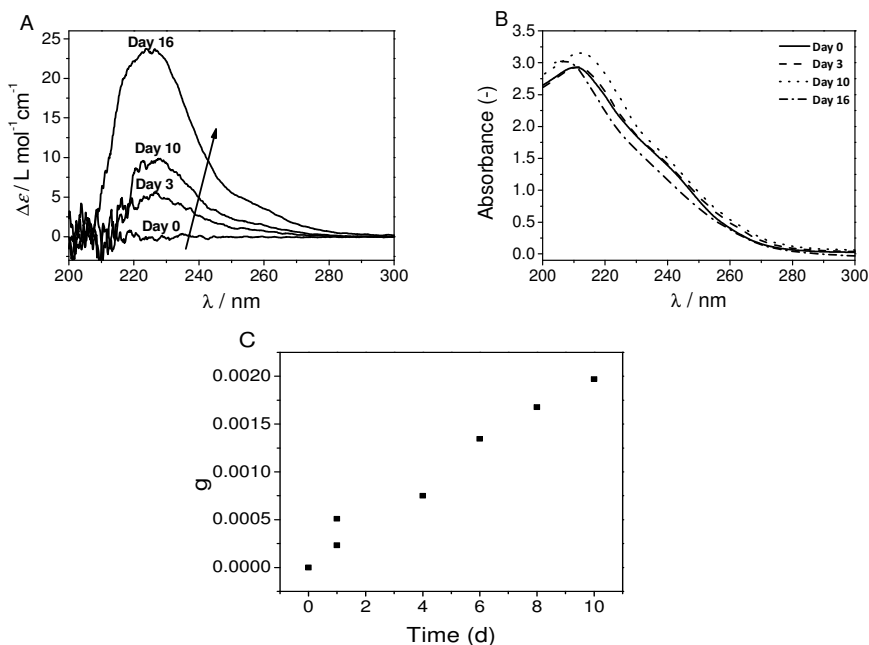 A
25
20
15
10
5
0
Δε / L mol⁻¹cm⁻¹
Day 16
Day 10
Day 3
Day 0
200 220 240 260 280 300
λ / nm
B
3.5
3.0
2.5
2.0
1.5
1.0
0.5
0.0
Absorbance (-)
Day 0
Day 3
Day 10
Day 16
200 220 240 260 280 300
λ / nm
C
0.0020
0.0015
0.0010
0.0005
0.0000
g
0 2 4 6 8 10
Time (d)